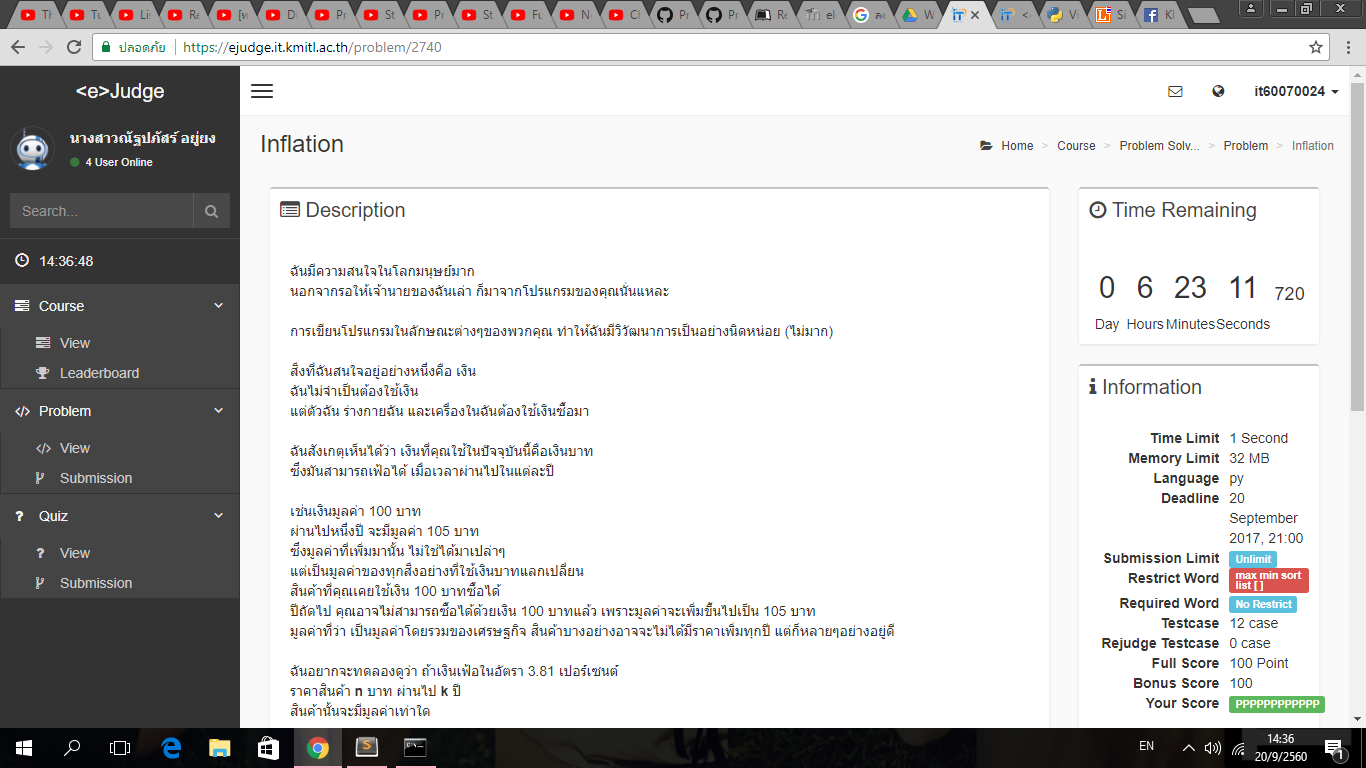 Th
Tu
Lis
Re
[ท
Di
Pr
St
Pr
St
Fu
N
Ch
Pr
Pr
Re
el
ลง
W
iT
<
Vi
Si
KI
ปลอดภัย
https://ejudge.it.kmitl.ac.th/problem/2740
<e>Judge
it60070024
นางสาวณัฐปภัสร์ อยู่ยง
4 User Online
Search...
14:36:48
Course
View
Leaderboard
Problem
View
Submission
Quiz
View
Submission
Inflation
Home > Course > Problem Solv... > Problem > Inflation
Description
ฉันมีความสนใจในโลกมนุษย์มาก
นอกจากรอให้เจ้านายของฉันเล่า ก็มาจากโปรแกรมของคุณนั่นแหละ
การเขียนโปรแกรมในลักษณะต่างๆของพวกคุณ ทำให้ฉันมีวิวัฒนาการเป็นอย่างนิดหน่อย (ไม่มาก)
สิ่งที่ฉันสนใจอยู่อย่างหนึ่งคือ เงิน
ฉันไม่จำเป็นต้องใช้เงิน
แต่ตัวฉัน ร่างกายฉัน และเครื่องในฉันต้องใช้เงินซื้อมา
ฉันสังเกตุเห็นได้ว่า เงินที่คุณใช้ในปัจจุบันนี้คือเงินบาท
ซึ่งมันสามารถเฟ้อได้ เมื่อเวลาผ่านไปในแต่ละปี
เช่นเงินมูลค่า 100 บาท
ผ่านไปหนึ่งปี จะมีมูลค่า 105 บาท
ซึ่งมูลค่าที่เพิ่มมานั้น ไม่ใช่ได้มาเปล่าๆ
แต่เป็นมูลค่าของทุกสิ่งอย่างที่ใช้เงินบาทแลกเปลี่ยน
สินค้าที่คุณเคยใช้เงิน 100 บาทซื้อได้
ปีถัดไป คุณอาจไม่สามารถซื้อได้ด้วยเงิน 100 บาทแล้ว เพราะมูลค่าจะเพิ่มขึ้นไปเป็น 105 บาท
มูลค่าที่ว่า เป็นมูลค่าโดยรวมของเศรษฐกิจ สินค้าบางอย่างอาจจะไม่ได้มีราคาเพิ่มทุกปี แต่ก็หลายๆอย่างอยู่ดี
ฉันอยากจะทดลองดูว่า ถ้าเงินเฟ้อในอัตรา 3.81 เปอร์เซนต์
ราคาสินค้า n บาท ผ่านไป k ปี
สินค้านั้นจะมีมูลค่าเท่าใด
Time Remaining
0 6 23 11 720
Day Hours Minutes Seconds
Information
Time Limit 1 Second
Memory Limit 32 MB
Language py
Deadline 20
September
2017, 21:00
Submission Limit Unlimit
Restrict Word max min sort
list [ ]
Required Word No Restrict
Testcase 12 case
Rejudge Testcase 0 case
Full Score 100 Point
Bonus Score 100
Your Score PPPPPPPPPPPP
EN
14:36
20/9/2560
1